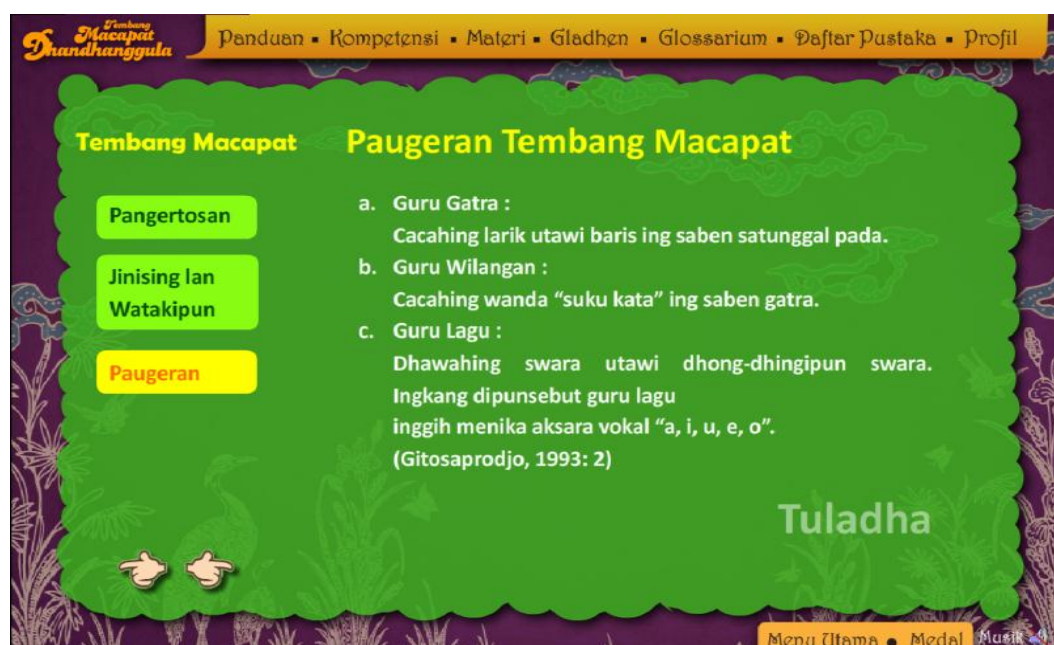 Tembang
Macapat
Dhandhanggula
Panduan ▪ Kompetensi ▪ Materi ▪ Gladhen ▪ Glossarium ▪ Daftar Pustaka ▪ Profil
Tembang Macapat
Pangertosan
Jinising lan
Watakipun
Paugeran
Paugeran Tembang Macapat
a. Guru Gatra :
Cacahing larik utawi baris ing saben satunggal pada.
b. Guru Wilangan :
Cacahing wanda “suku kata” ing saben gatra.
c. Guru Lagu :
Dhawahing swara utawi dhong-dhingipun swara.
Ingkang dipunsebut guru lagu
inggih menika aksara vokal “a, i, u, e, o”.
(Gitosaprodjo, 1993: 2)
Tuladha
Menu Utama ● Medal
Musik